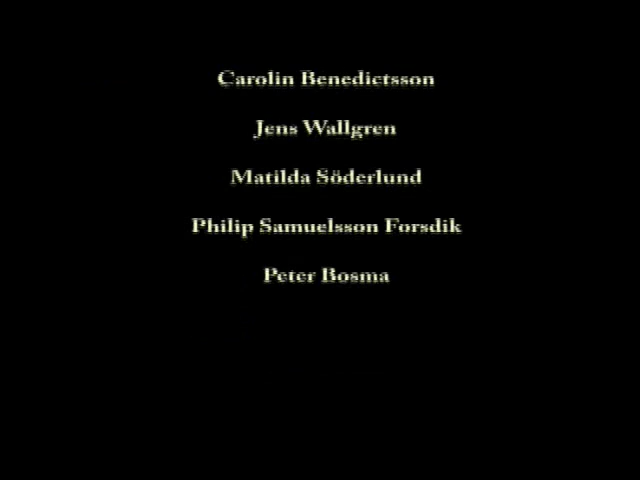 Carolin Benedictsson
Jens Wallgren
Matilda Söderlund
Philip Samuelsson Forsdik
Peter Bosma